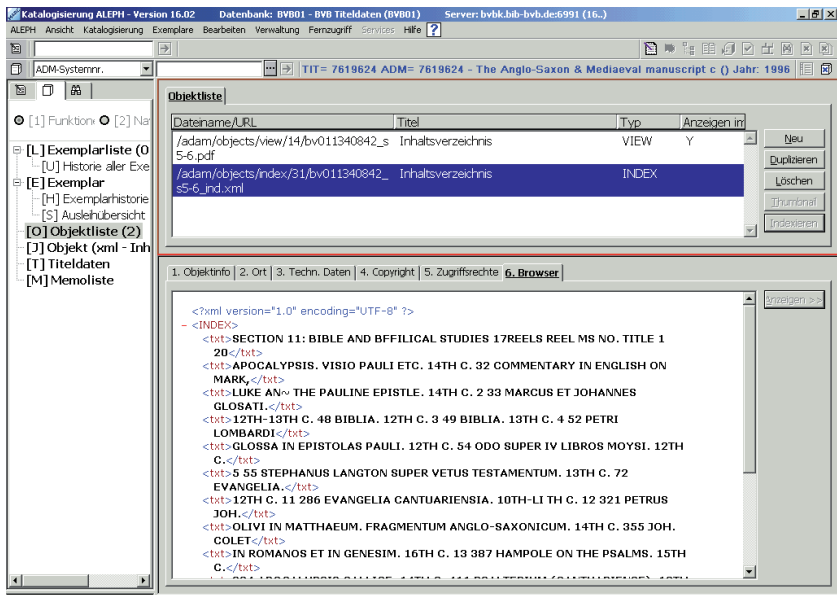 Katalogisierung ALEPH - Version 16.02 Datenbank: BVB01 - BVB Titeldaten (BVB01) Server: bvbk.bib-bvb.de:6991 (16..)
ALEPH Ansicht Katalogisierung Exemplare Bearbeiten Verwaltung Fernzugriff Services Hilfe ?
ADM-Systemnr. TIT= 7619624 ADM= 7619624 - The Anglo-Saxon & Mediaeval manuscript c () Jahr: 1996
[1] Funktion [2] Na
[L] Exemplarliste (0
[U] Historie aller Exe
[E] Exemplar
[H] Exemplarhistorie
[S] Ausleihübersicht
[O] Objektliste (2)
[J] Objekt (xml - Inh
[T] Titeldaten
[M] Memoliste
Objektliste
Dateiname/URL Titel Typ Anzeigen im
/adam/objects/view/14/bv011340842_s Inhaltsverzeichnis VIEW Y
5-6.pdf
/adam/objects/index/31/bv011340842_ Inhaltsverzeichnis INDEX
s5-6_ind.xml
Neu
Duplizieren
Löschen
Thumbnail
Indexieren
1. Objektinfo 2. Ort 3. Techn. Daten 4. Copyright 5. Zugriffsrechte 6. Browser
Anzeigen >>
<?xml version="1.0" encoding="UTF-8" ?>
- <INDEX>
<txt>SECTION 11: BIBLE AND BFFILICAL STUDIES 17REELS REEL MS NO. TITLE 1
20</txt>
<txt>APOCALYPSIS. VISIO PAULI ETC. 14TH C. 32 COMMENTARY IN ENGLISH ON
MARK,</txt>
<txt>LUKE AN~ THE PAULINE EPISTLE. 14TH C. 2 33 MARCUS ET JOHANNES
GLOSATI.</txt>
<txt>12TH-13TH C. 48 BIBLIA. 12TH C. 3 49 BIBLIA. 13TH C. 4 52 PETRI
LOMBARDI</txt>
<txt>GLOSSA IN EPISTOLAS PAULI. 12TH C. 54 ODO SUPER IV LIBROS MOYSI. 12TH
C.</txt>
<txt>5 55 STEPHANUS LANGTON SUPER VETUS TESTAMENTUM. 13TH C. 72
EVANGELIA.</txt>
<txt>12TH C. 11 286 EVANGELIA CANTUARIENSIA. 10TH-LI TH C. 12 321 PETRUS
JOH.</txt>
<txt>OLIVI IN MATTHAEUM. FRAGMENTUM ANGLO-SAXONICUM. 14TH C. 355 JOH.
COLET</txt>
<txt>IN ROMANOS ET IN GENESIM. 16TH C. 13 387 HAMPOLE ON THE PSALMS. 15TH
C.</txt>